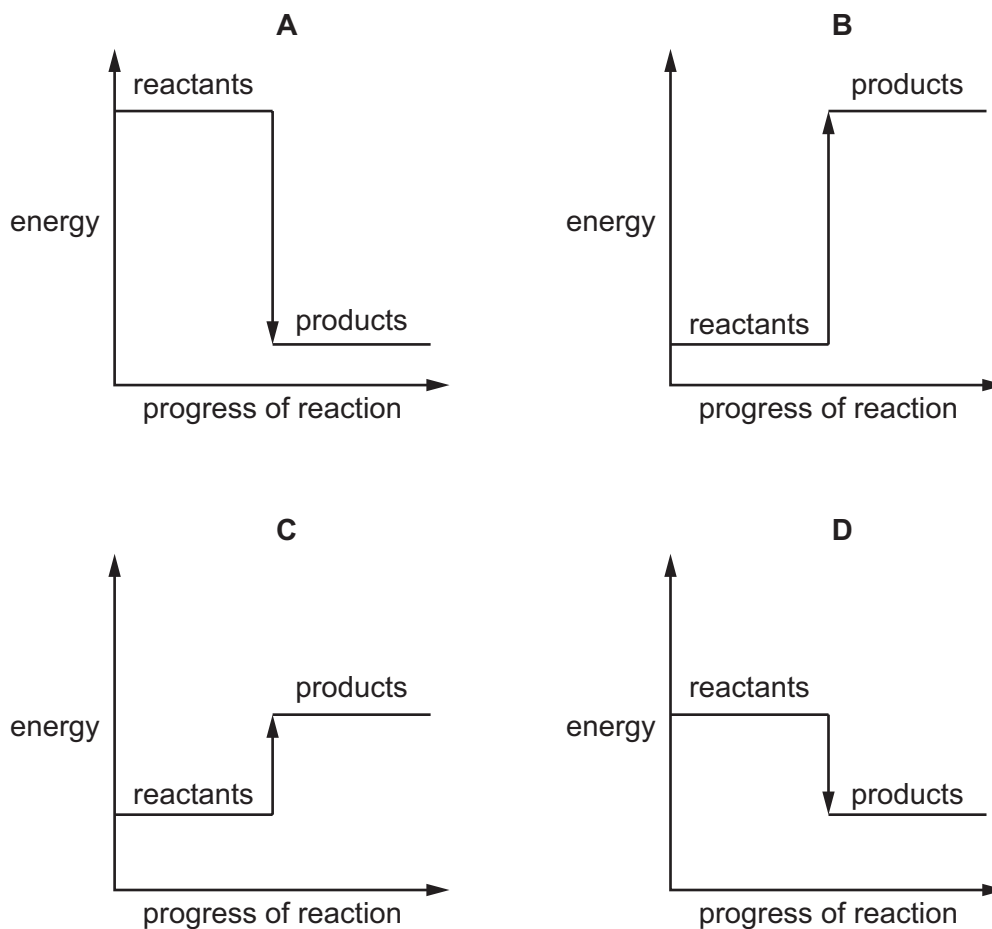 A
reactants
energy
products
progress of reaction
B
products
energy
reactants
progress of reaction
C
products
energy
reactants
progress of reaction
D
reactants
energy
products
progress of reaction